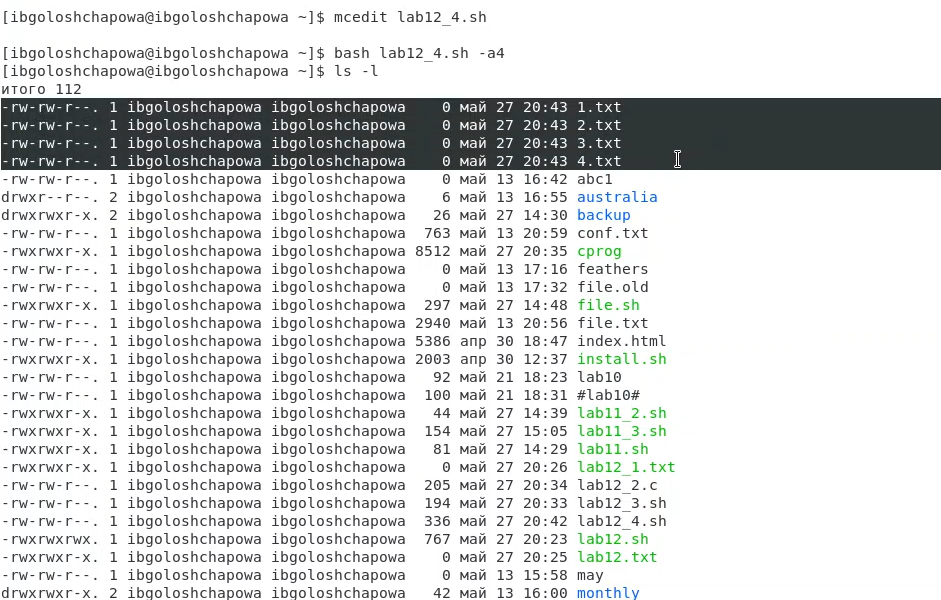 [ibgoloshchapowa@ibgoloshchapowa ~]$ mcedit lab12_4.sh
[ibgoloshchapowa@ibgoloshchapowa ~]$ bash lab12_4.sh -a4
[ibgoloshchapowa@ibgoloshchapowa ~]$ ls -l
итого 112
-rw-rw-r--. 1 ibgoloshchapowa ibgoloshchapowa    0 май 27 20:43 1.txt
-rw-rw-r--. 1 ibgoloshchapowa ibgoloshchapowa    0 май 27 20:43 2.txt
-rw-rw-r--. 1 ibgoloshchapowa ibgoloshchapowa    0 май 27 20:43 3.txt
-rw-rw-r--. 1 ibgoloshchapowa ibgoloshchapowa    0 май 27 20:43 4.txt
-rw-rw-r--. 1 ibgoloshchapowa ibgoloshchapowa    0 май 13 16:42 abc1
drwxr--r--. 2 ibgoloshchapowa ibgoloshchapowa    6 май 13 16:55 australia
drwxrwxr-x. 2 ibgoloshchapowa ibgoloshchapowa   26 май 27 14:30 backup
-rw-rw-r--. 1 ibgoloshchapowa ibgoloshchapowa  763 май 13 20:59 conf.txt
-rwxrwxr-x. 1 ibgoloshchapowa ibgoloshchapowa 8512 май 27 20:35 cprog
-rw-rw-r--. 1 ibgoloshchapowa ibgoloshchapowa    0 май 13 17:16 feathers
-rw-rw-r--. 1 ibgoloshchapowa ibgoloshchapowa    0 май 13 17:32 file.old
-rwxrwxr-x. 1 ibgoloshchapowa ibgoloshchapowa  297 май 27 14:48 file.sh
-rw-rw-r--. 1 ibgoloshchapowa ibgoloshchapowa 2940 май 13 20:56 file.txt
-rw-rw-r--. 1 ibgoloshchapowa ibgoloshchapowa 5386 апр 30 18:47 index.html
-rwxrwxr-x. 1 ibgoloshchapowa ibgoloshchapowa 2003 апр 30 12:37 install.sh
-rw-rw-r--. 1 ibgoloshchapowa ibgoloshchapowa   92 май 21 18:23 lab10
-rw-rw-r--. 1 ibgoloshchapowa ibgoloshchapowa  100 май 21 18:31 #lab10#
-rwxrwxr-x. 1 ibgoloshchapowa ibgoloshchapowa   44 май 27 14:39 lab11_2.sh
-rwxrwxr-x. 1 ibgoloshchapowa ibgoloshchapowa  154 май 27 15:05 lab11_3.sh
-rwxrwxr-x. 1 ibgoloshchapowa ibgoloshchapowa   81 май 27 14:29 lab11.sh
-rwxrwxr-x. 1 ibgoloshchapowa ibgoloshchapowa    0 май 27 20:26 lab12_1.txt
-rw-rw-r--. 1 ibgoloshchapowa ibgoloshchapowa  205 май 27 20:34 lab12_2.c
-rw-rw-r--. 1 ibgoloshchapowa ibgoloshchapowa  194 май 27 20:33 lab12_3.sh
-rw-rw-r--. 1 ibgoloshchapowa ibgoloshchapowa  336 май 27 20:42 lab12_4.sh
-rwxrwxrwx. 1 ibgoloshchapowa ibgoloshchapowa  767 май 27 20:23 lab12.sh
-rwxrwxr-x. 1 ibgoloshchapowa ibgoloshchapowa    0 май 27 20:25 lab12.txt
-rw-rw-r--. 1 ibgoloshchapowa ibgoloshchapowa    0 май 13 15:58 may
drwxrwxr-x. 2 ibgoloshchapowa ibgoloshchapowa   42 май 13 16:00 monthly